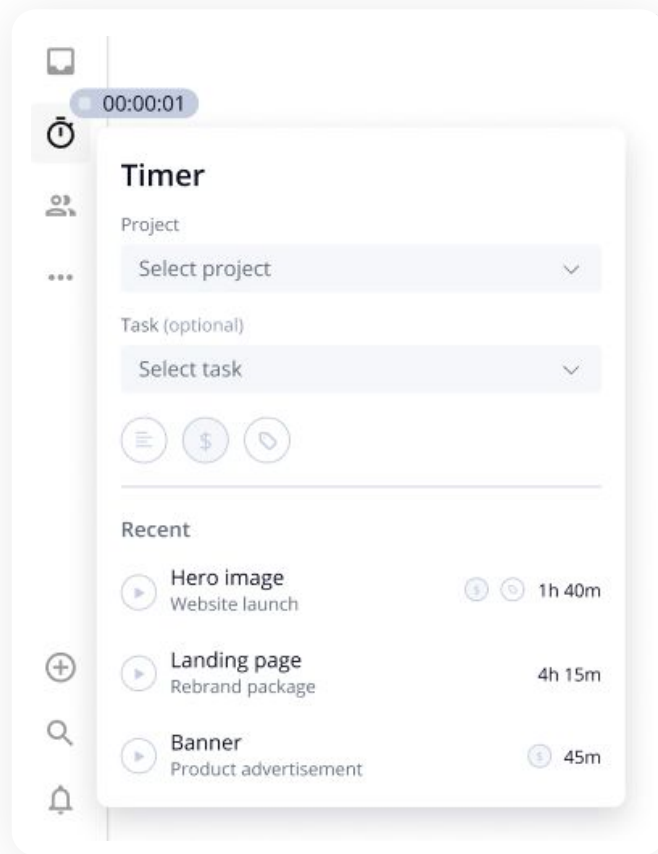 00:00:01
Timer
Project
Select project
Task (optional)
Select task
$
Recent
Hero image
Website launch
$ 1h 40m
Landing page
Rebrand package
4h 15m
Banner
Product advertisement
$ 45m